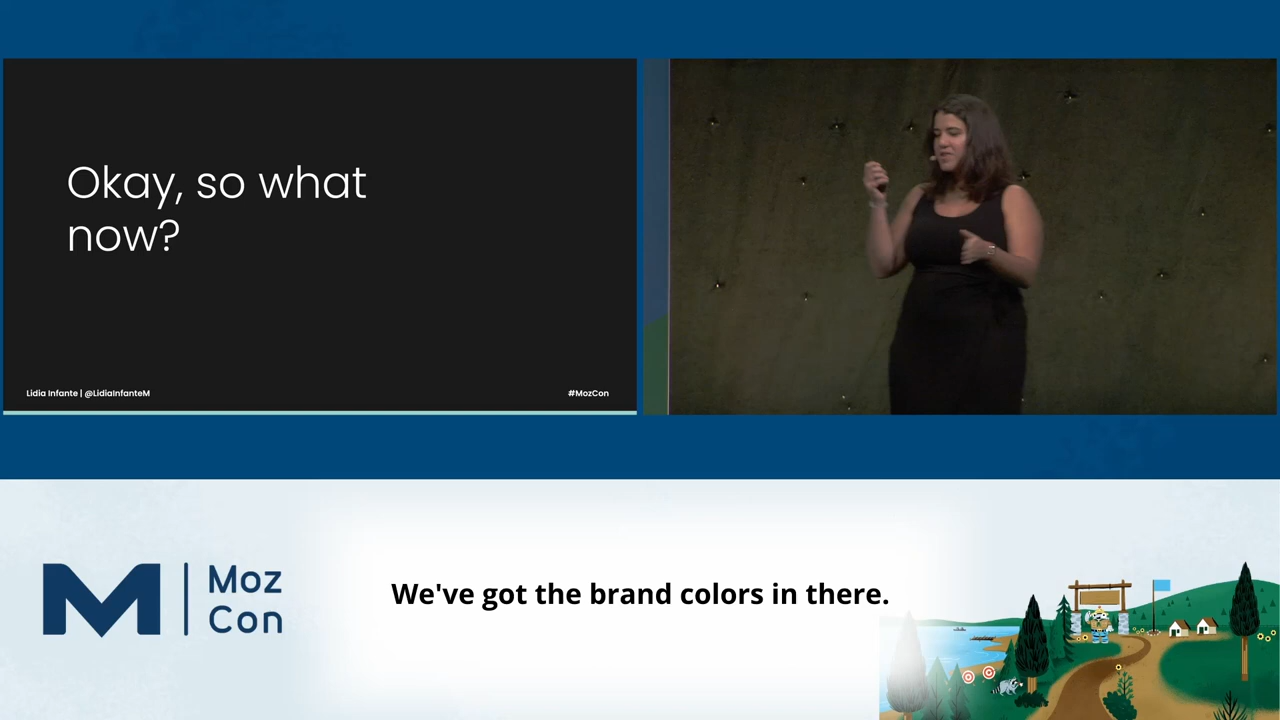 Okay, so what
now?
Lidia Infante | @LidiaInfanteM
#MozCon
Moz
Con
We've got the brand colors in there.